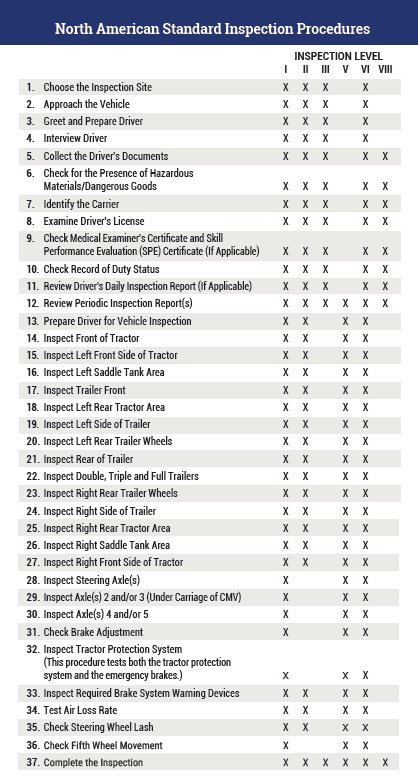 North American Standard Inspection Procedures
INSPECTION LEVEL
I II III V VI VIII
1. Choose the Inspection Site X X X X
2. Approach the Vehicle X X X X
3. Greet and Prepare Driver X X X X
4. Interview Driver X X X X
5. Collect the Driver's Documents X X X X X
6. Check for the Presence of Hazardous
Materials/Dangerous Goods X X X X X
7. Identify the Carrier X X X X X
8. Examine Driver's License X X X X X
9. Check Medical Examiner's Certificate and Skill
Performance Evaluation (SPE) Certificate (If Applicable) X X X X X
10. Check Record of Duty Status X X X X X
11. Review Driver's Daily Inspection Report (If Applicable) X X X X X
12. Review Periodic Inspection Report(s) X X X X X X
13. Prepare Driver for Vehicle Inspection X X X X
14. Inspect Front of Tractor X X X X
15. Inspect Left Front Side of Tractor X X X X
16. Inspect Left Saddle Tank Area X X X X
17. Inspect Trailer Front X X X X
18. Inspect Left Rear Tractor Area X X X X
19. Inspect Left Side of Trailer X X X X
20. Inspect Left Rear Trailer Wheels X X X X
21. Inspect Rear of Trailer X X X X
22. Inspect Double, Triple and Full Trailers X X X X
23. Inspect Right Rear Trailer Wheels X X X X
24. Inspect Right Side of Trailer X X X X
25. Inspect Right Rear Tractor Area X X X X
26. Inspect Right Saddle Tank Area X X X X
27. Inspect Right Front Side of Tractor X X X X
28. Inspect Steering Axle(s) X X X
29. Inspect Axle(s) 2 and/or 3 (Under Carriage of CMV) X X X
30. Inspect Axle(s) 4 and/or 5 X X X
31. Check Brake Adjustment X X X
32. Inspect Tractor Protection System
(This procedure tests both the tractor protection
system and the emergency brakes.) X X X
33. Inspect Required Brake System Warning Devices X X X X
34. Test Air Loss Rate X X X X
35. Check Steering Wheel Lash X X X X
36. Check Fifth Wheel Movement X X X
37. Complete the Inspection X X X X X X